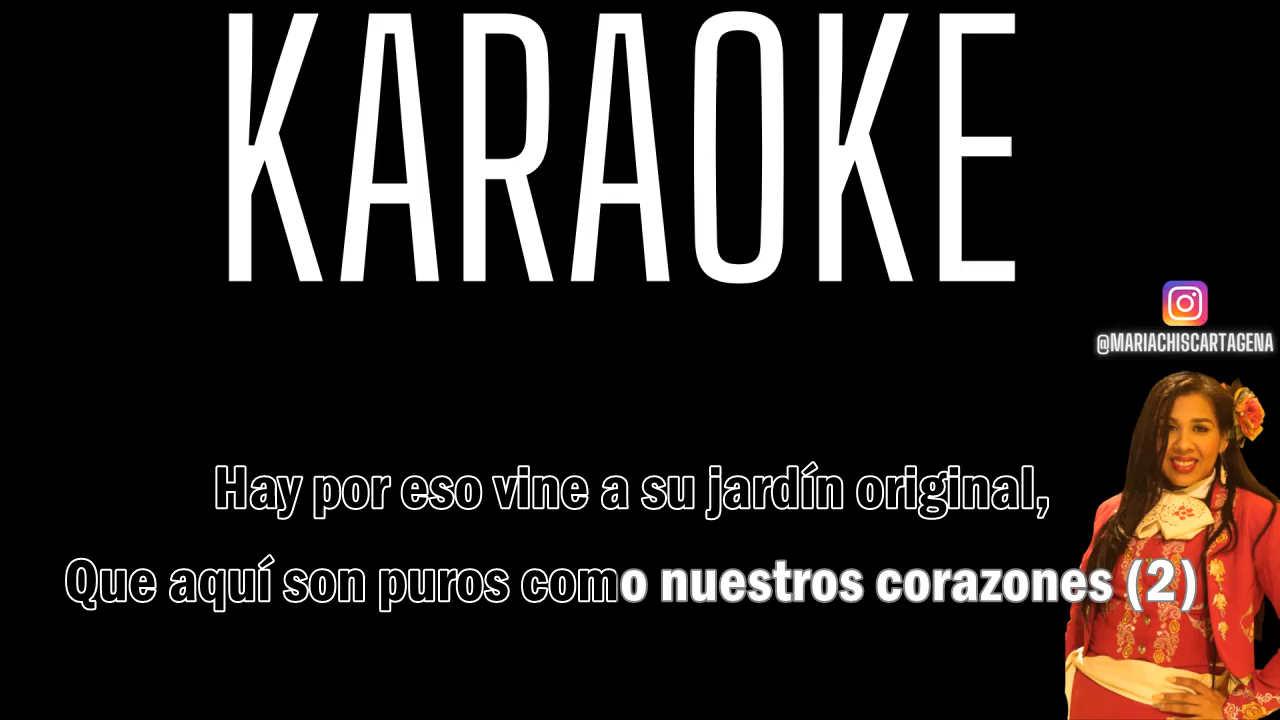 KARAOKE
@MARIACHISCARTAGENA
Hay por eso vine a su jardín original,
Que aquí son puros como nuestros corazones (2)